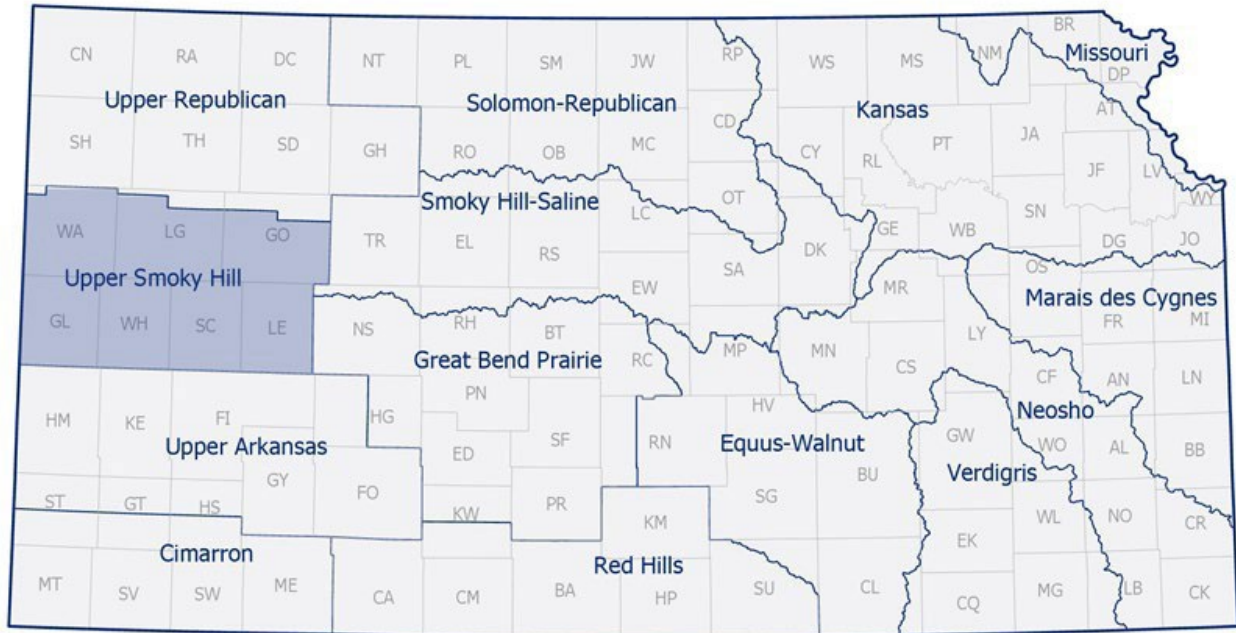 CN RA DC NT PL SM JW RP WS MS NM BR
Missouri
DP
Upper Republican Solomon-Republican Kansas
AT
SH TH SD GH RO OB MC CD CY RL PT JA JF LV
WY
Smoky Hill-Saline
WA LG GO TR EL RS LC OT DK GE WB SN DG JO
Upper Smoky Hill
EW SA MR OS
Marais des Cygnes
GL WH SC LE NS RH BT RC MP MN CS LY FR MI
Great Bend Prairie
CF AN LN
HM KE FI HG PN HV
Neosho
Upper Arkansas
ED SF RN
Equus-Walnut
GW WO AL BB
Verdigris
GY FO SG BU
ST GT HS KW PR KM WL NO CR
Cimarron
EK
Red Hills
MT SV SW ME CA CM BA HP SU CL CQ MG LB CK